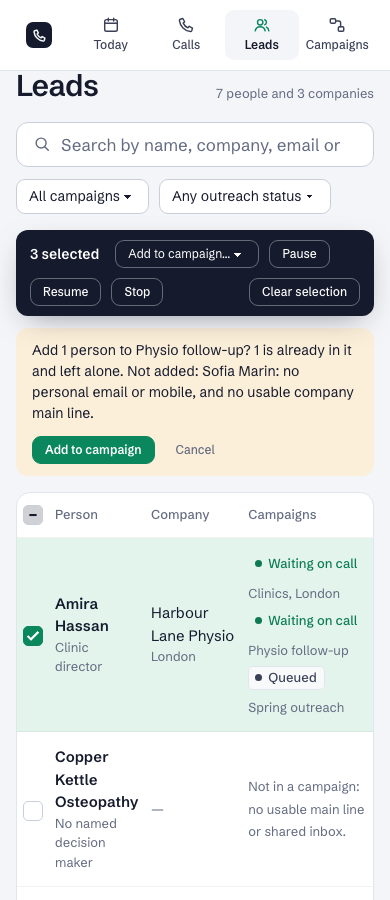 Today
Calls
Leads
Campaigns
Leads
7 people and 3 companies
Search by name, company, email or
All campaigns
Any outreach status
3 selected
Add to campaign...
Pause
Resume
Stop
Clear selection
Add 1 person to Physio follow-up? 1 is already in it
and left alone. Not added: Sofia Marin: no
personal email or mobile, and no usable company
main line.
Add to campaign
Cancel
Person
Company
Campaigns
Amira
Hassan
Clinic
director
Harbour
Lane Physio
London
Waiting on call
Clinics, London
Waiting on call
Physio follow-up
Queued
Spring outreach
Copper
Kettle
Osteopathy
No named
decision
maker
—
Not in a campaign:
no usable main line
or shared inbox.